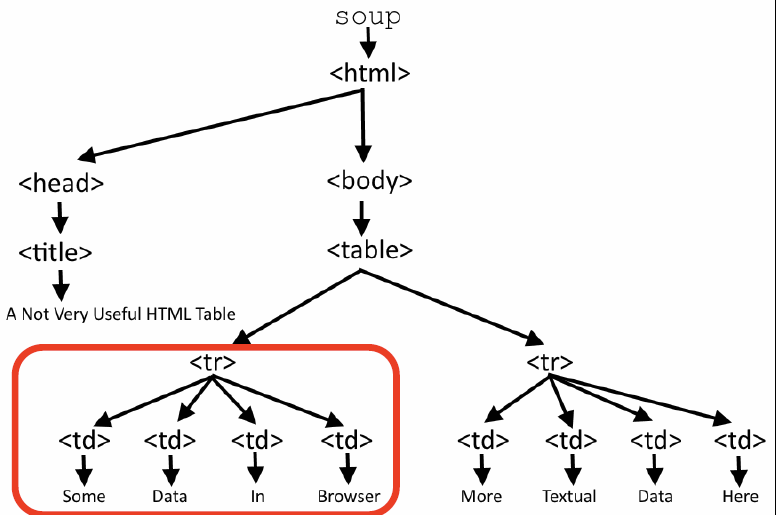 soup
<html>
<head> <body>
<title> <table>
A Not Very Useful HTML Table
<tr> <tr>
<td> <td> <td> <td> <td> <td> <td> <td>
Some Data In Browser More Textual Data Here